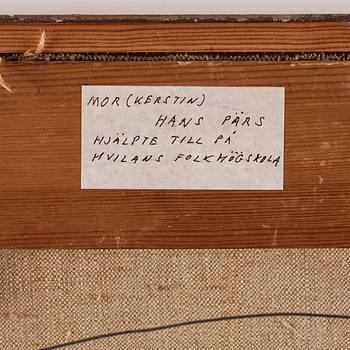 MOR (KERSTIN)
HANS PÄRS
HJÄLPTE TILL PÅ
HVILANS FOLKHÖGSKOLA